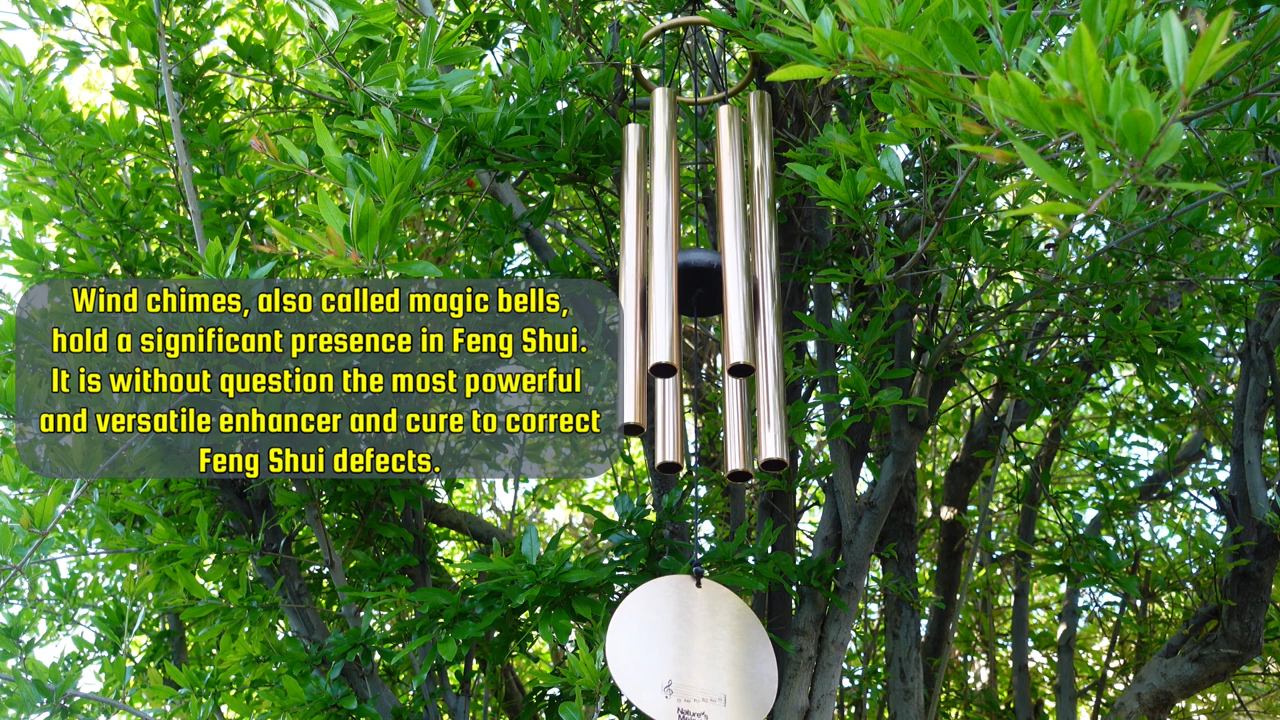 Wind chimes, also called magic bells,
hold a significant presence in Feng Shui.
It is without question the most powerful
and versatile enhancer and cure to correct
Feng Shui defects.
Nature's